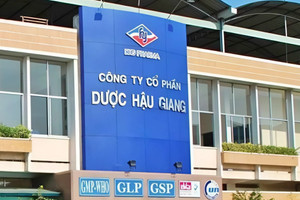 DHG PHARMA
CÔNG TY CỔ PHẦN
DƯỢC HẬU GIANG
GMP-WHO GLP GSP